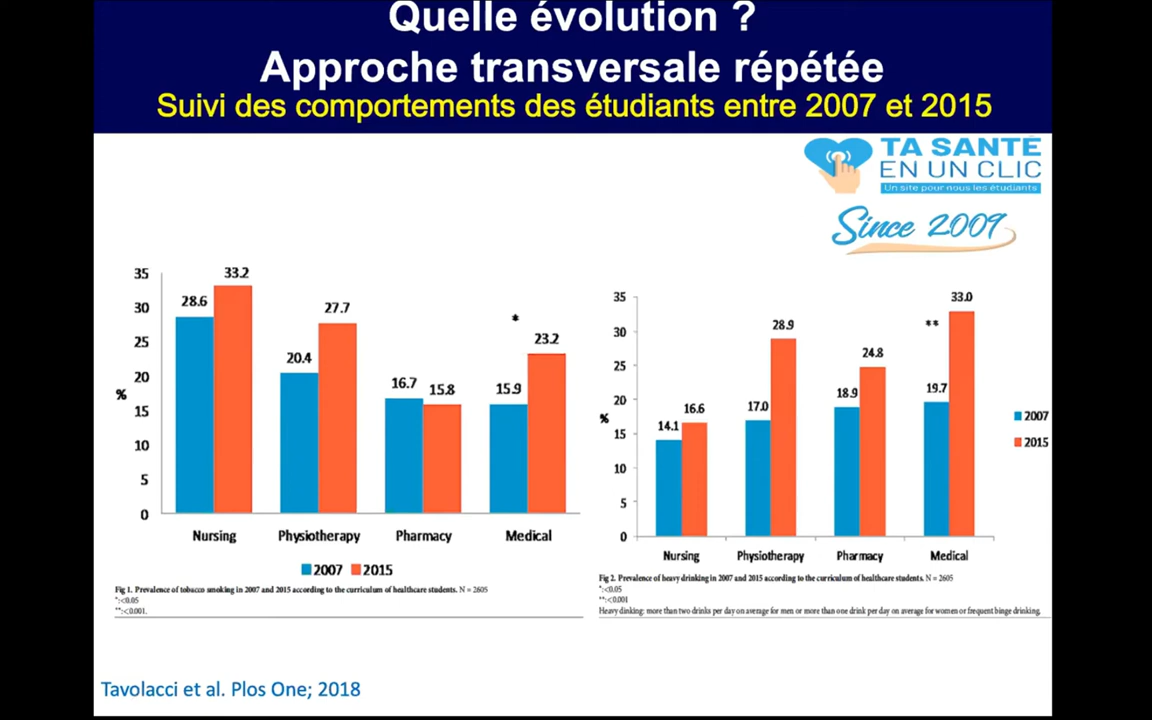 Quelle évolution ?
Approche transversale répétée
Suivi des comportements des étudiants entre 2007 et 2015
TA SANTÉ
EN UN CLIC
Un site pour nous les étudiants
Since 2009
35
30
25
20
15
10
5
0
%
28.6
33.2
20.4
27.7
16.7
15.8
*
15.9
23.2
Nursing
Physiotherapy
Pharmacy
Medical
2007
2015
Fig 1. Prevalence of tobacco smoking in 2007 and 2015 according to the curriculum of healthcare students. N = 2605
*:<0.05
**:<0.001.
35
30
25
20
15
10
5
0
%
14.1
16.6
17.0
28.9
18.9
24.8
**
19.7
33.0
Nursing
Physiotherapy
Pharmacy
Medical
2007
2015
Fig 2. Prevalence of heavy drinking in 2007 and 2015 according to the curriculum of healthcare students. N = 2605
*:<0.05
**:<0.001
Heavy dinking: more than two drinks per day on average for men or more than one drink per day on average for women or frequent binge drinking.
Tavolacci et al. Plos One; 2018